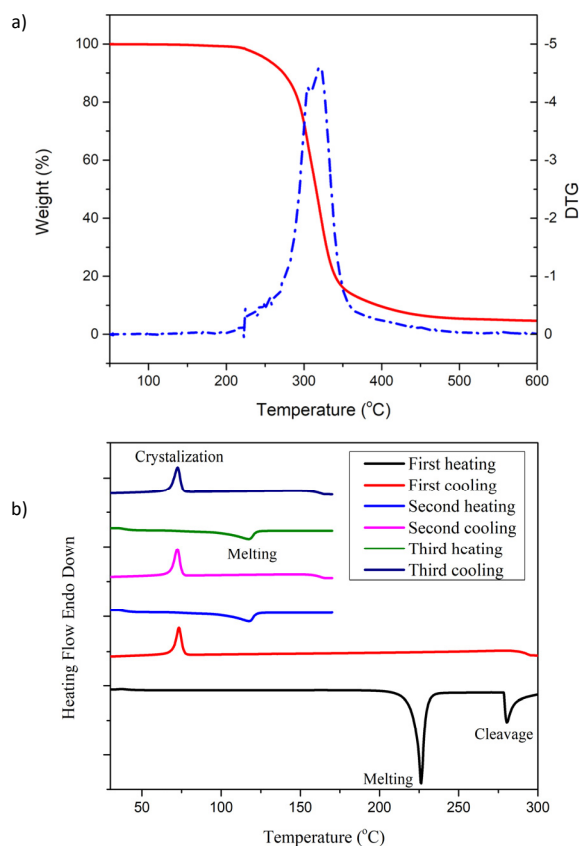 a)
100
80
60
40
20
0
Weight (%)
-5
-4
-3
-2
-1
0
DTG
100 200 300 400 500 600
Temperature (°C)
b)
Crystalization
Melting
First heating
First cooling
Second heating
Second cooling
Third heating
Third cooling
Heating Flow Endo Down
Cleavage
Melting
50 100 150 200 250 300
Temperature (°C)